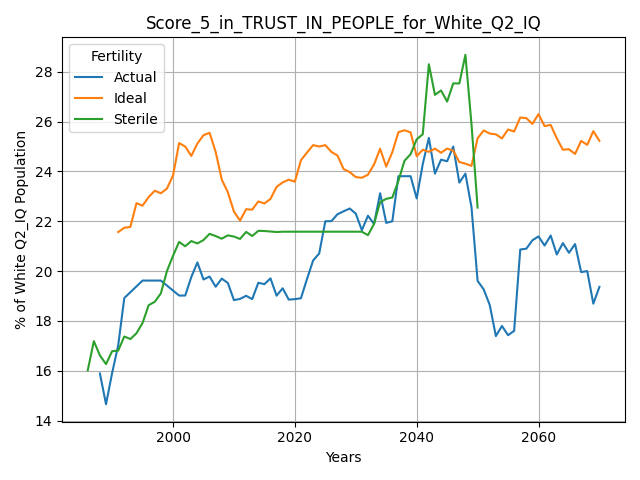 Score_5_in_TRUST_IN_PEOPLE_for_White_Q2_IQ
Fertility
Actual
Ideal
Sterile
% of White Q2_IQ Population
28
26
24
22
20
18
16
14
2000
2020
2040
2060
Years